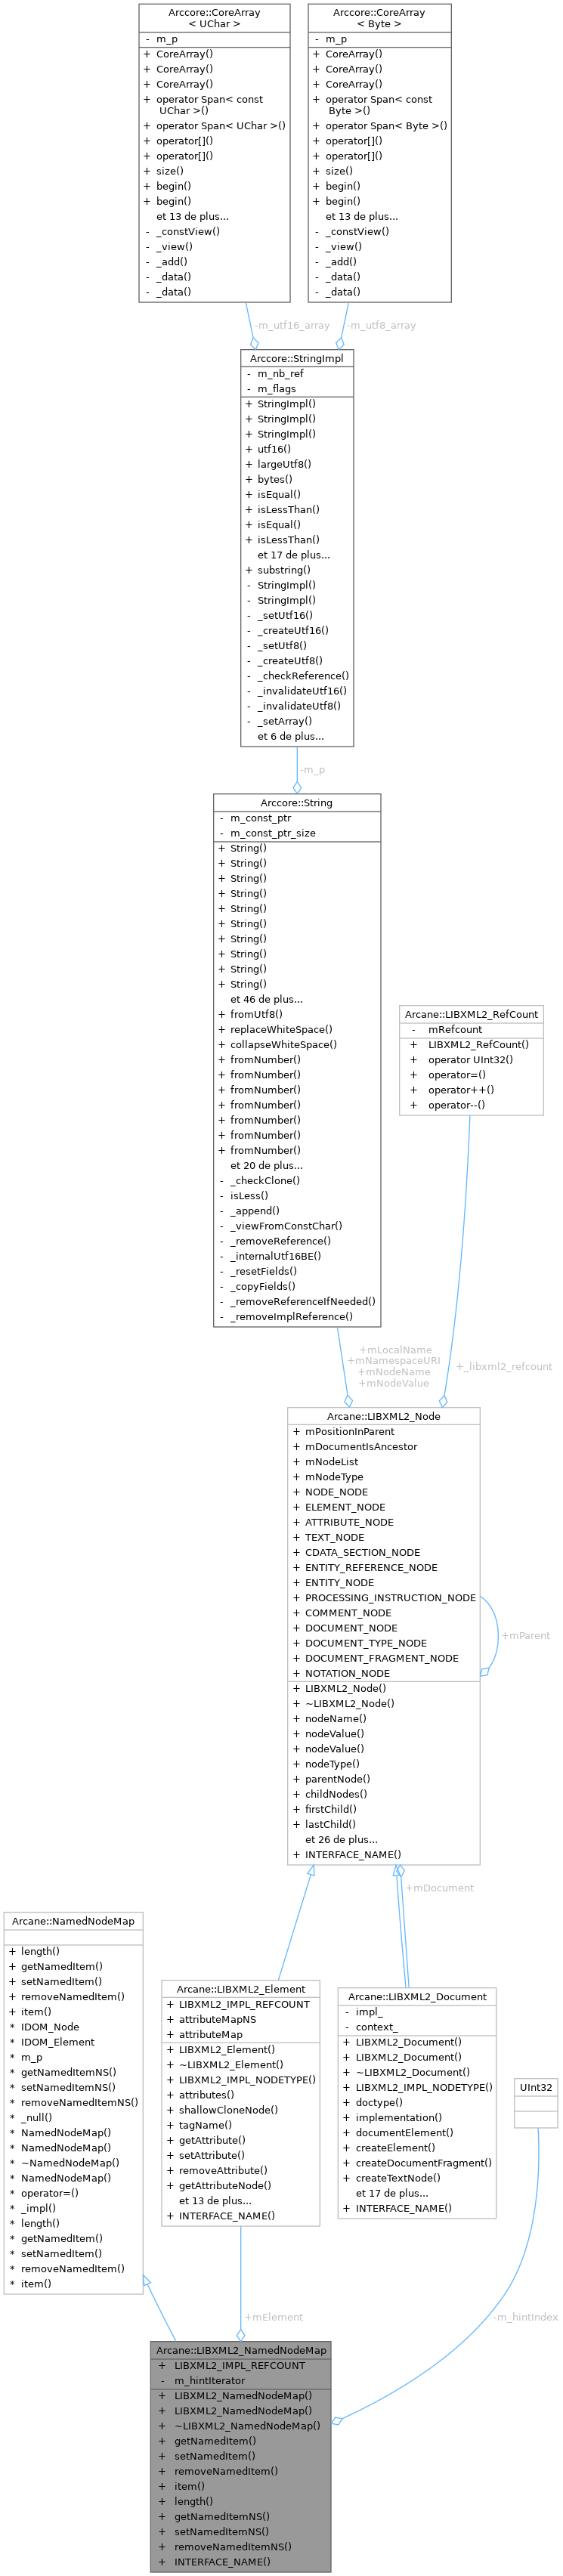 Arccore::CoreArray
< UChar >
- m_p
+ CoreArray()
+ CoreArray()
+ CoreArray()
+ operator Span< const
UChar >()
+ operator Span< UChar >()
+ operator[]()
+ operator[]()
+ size()
+ begin()
+ begin()
et 13 de plus...
- _constView()
- _view()
- _add()
- _data()
- _data()
Arccore::CoreArray
< Byte >
- m_p
+ CoreArray()
+ CoreArray()
+ CoreArray()
+ operator Span< const
Byte >()
+ operator Span< Byte >()
+ operator[]()
+ operator[]()
+ size()
+ begin()
+ begin()
et 13 de plus...
- _constView()
- _view()
- _add()
- _data()
- _data()
-m_utf16_array
-m_utf8_array
Arccore::StringImpl
- m_nb_ref
- m_flags
+ StringImpl()
+ StringImpl()
+ StringImpl()
+ utf16()
+ largeUtf8()
+ bytes()
+ isEqual()
+ isLessThan()
+ isEqual()
+ isLessThan()
et 17 de plus...
+ substring()
- StringImpl()
- StringImpl()
- _setUtf16()
- _createUtf16()
- _setUtf8()
- _createUtf8()
- _checkReference()
- _invalidateUtf16()
- _invalidateUtf8()
- _setArray()
et 6 de plus...
-m_p
Arccore::String
- m_const_ptr
- m_const_ptr_size
+ String()
+ String()
+ String()
+ String()
+ String()
+ String()
+ String()
+ String()
+ String()
+ String()
et 46 de plus...
+ fromUtf8()
+ replaceWhiteSpace()
+ collapseWhiteSpace()
+ fromNumber()
+ fromNumber()
+ fromNumber()
+ fromNumber()
+ fromNumber()
+ fromNumber()
+ fromNumber()
et 20 de plus...
- _checkClone()
- isLess()
- _append()
- _viewFromConstChar()
- _removeReference()
- _internalUtf16BE()
- _resetFields()
- _copyFields()
- _removeReferenceIfNeeded()
- _removeImplReference()
Arcane::LIBXML2_RefCount
- mRefcount
+ LIBXML2_RefCount()
+ operator UInt32()
+ operator=()
+ operator++()
+ operator--()
+mLocalName
+mNamespaceURI
+mNodeName
+mNodeValue
+_libxml2_refcount
Arcane::LIBXML2_Node
+ mPositionInParent
+ mDocumentIsAncestor
+ mNodeList
+ mNodeType
+ NODE_NODE
+ ELEMENT_NODE
+ ATTRIBUTE_NODE
+ TEXT_NODE
+ CDATA_SECTION_NODE
+ ENTITY_REFERENCE_NODE
+ ENTITY_NODE
+ PROCESSING_INSTRUCTION_NODE
+ COMMENT_NODE
+ DOCUMENT_NODE
+ DOCUMENT_TYPE_NODE
+ DOCUMENT_FRAGMENT_NODE
+ NOTATION_NODE
+ LIBXML2_Node()
+ ~LIBXML2_Node()
+ nodeName()
+ nodeValue()
+ nodeValue()
+ nodeType()
+ parentNode()
+ childNodes()
+ firstChild()
+ lastChild()
et 26 de plus...
+ INTERFACE_NAME()
+mParent
+mDocument
Arcane::NamedNodeMap
+ length()
+ getNamedItem()
+ setNamedItem()
+ removeNamedItem()
+ item()
* IDOM_Node
* IDOM_Element
* m_p
* getNamedItemNS()
* setNamedItemNS()
* removeNamedItemNS()
* _null()
* NamedNodeMap()
* NamedNodeMap()
* ~NamedNodeMap()
* NamedNodeMap()
* operator=()
* _impl()
* length()
* getNamedItem()
* setNamedItem()
* removeNamedItem()
* item()
Arcane::LIBXML2_Element
+ LIBXML2_IMPL_REFCOUNT
+ attributeMapNS
+ attributeMap
+ LIBXML2_Element()
+ ~LIBXML2_Element()
+ LIBXML2_IMPL_NODETYPE()
+ attributes()
+ shallowCloneNode()
+ tagName()
+ getAttribute()
+ setAttribute()
+ removeAttribute()
+ getAttributeNode()
et 13 de plus...
+ INTERFACE_NAME()
Arcane::LIBXML2_Document
- impl_
- context_
+ LIBXML2_Document()
+ LIBXML2_Document()
+ ~LIBXML2_Document()
+ LIBXML2_IMPL_NODETYPE()
+ doctype()
+ implementation()
+ documentElement()
+ createElement()
+ createDocumentFragment()
+ createTextNode()
et 17 de plus...
+ INTERFACE_NAME()
UInt32
+mElement
-m_hintIndex
Arcane::LIBXML2_NamedNodeMap
+ LIBXML2_IMPL_REFCOUNT
- m_hintIterator
+ LIBXML2_NamedNodeMap()
+ LIBXML2_NamedNodeMap()
+ ~LIBXML2_NamedNodeMap()
+ getNamedItem()
+ setNamedItem()
+ removeNamedItem()
+ item()
+ length()
+ getNamedItemNS()
+ setNamedItemNS()
+ removeNamedItemNS()
+ INTERFACE_NAME()